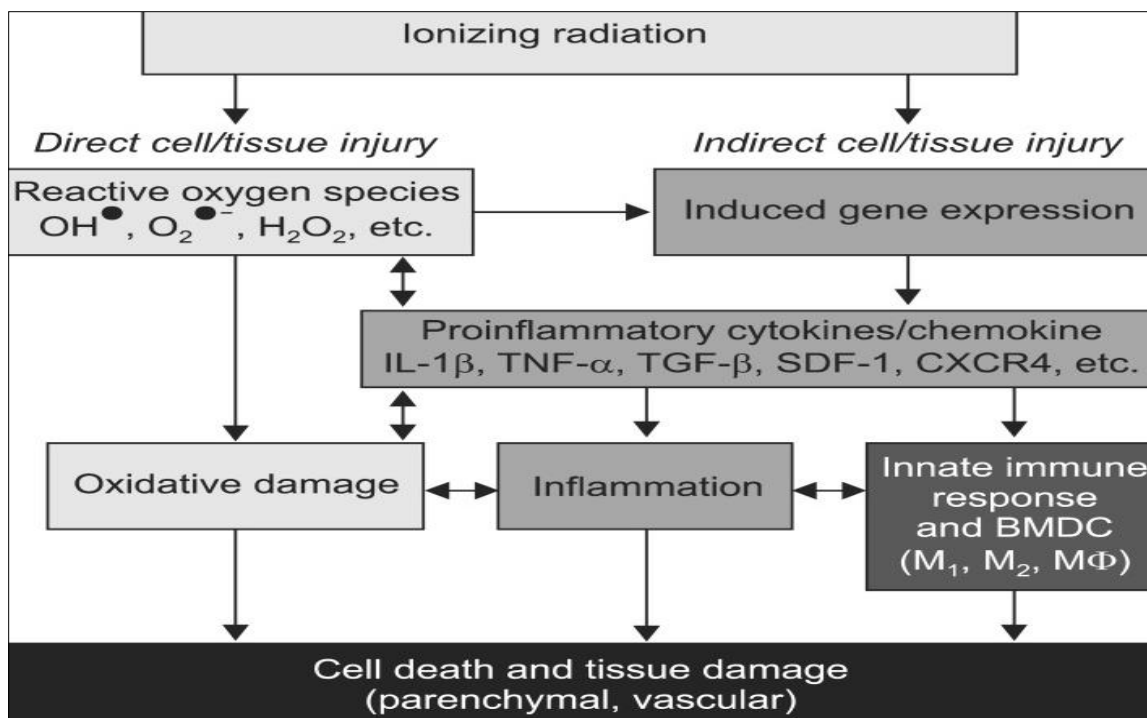 Ionizing radiation
Direct cell/tissue injury
Indirect cell/tissue injury
Reactive oxygen species
OH●, O₂●⁻, H₂O₂, etc.
Induced gene expression
Proinflammatory cytokines/chemokine
IL-1β, TNF-α, TGF-β, SDF-1, CXCR4, etc.
Oxidative damage
Inflammation
Innate immune
response
and BMDC
(M₁, M₂, MΦ)
Cell death and tissue damage
(parenchymal, vascular)